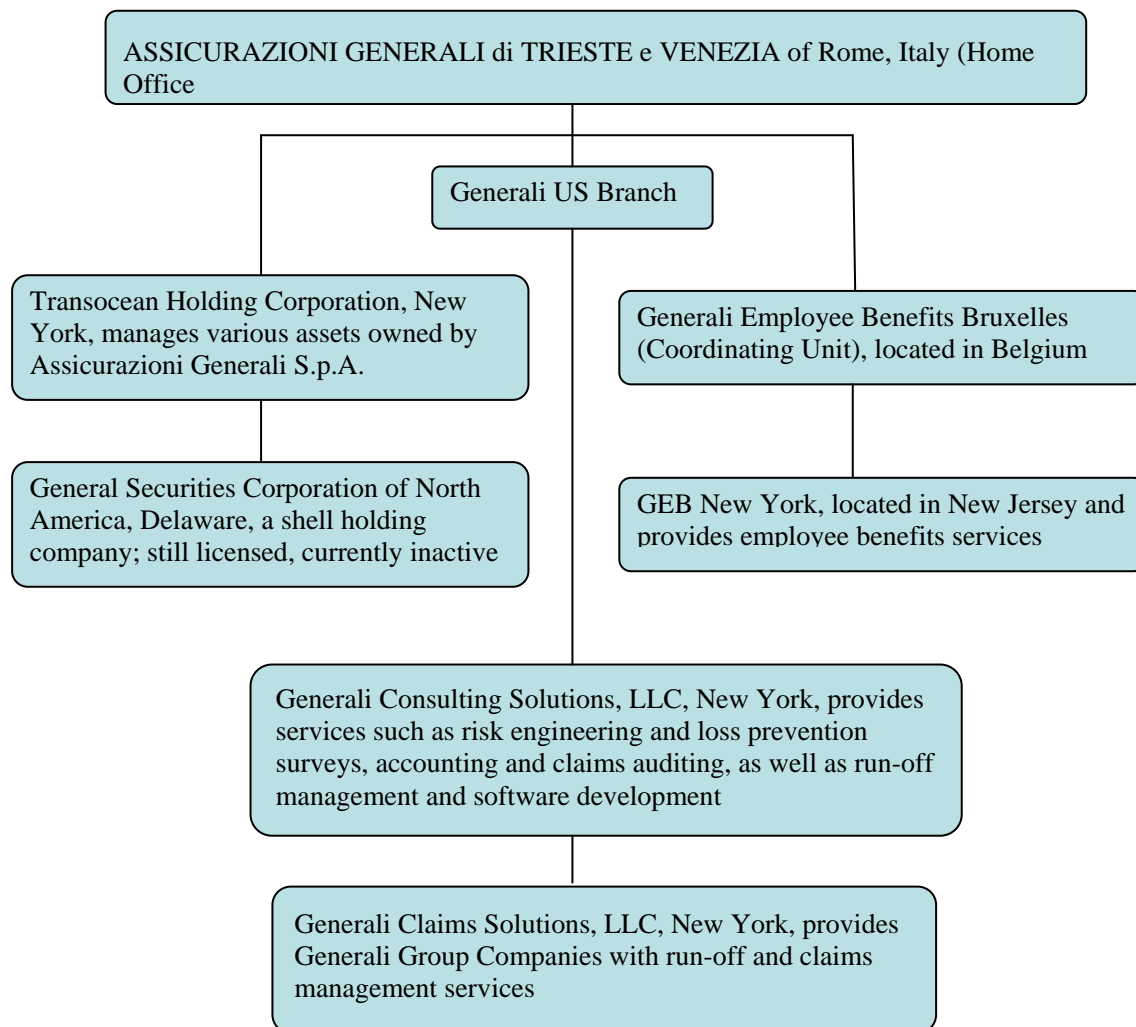 ASSICURAZIONI GENERALI di TRIESTE e VENEZIA of Rome, Italy (Home
Office
Generali US Branch
Transocean Holding Corporation, New
York, manages various assets owned by
Assicurazioni Generali S.p.A.
Generali Employee Benefits Bruxelles
(Coordinating Unit), located in Belgium
General Securities Corporation of North
America, Delaware, a shell holding
company; still licensed, currently inactive
GEB New York, located in New Jersey and
provides employee benefits services
Generali Consulting Solutions, LLC, New York, provides
services such as risk engineering and loss prevention
surveys, accounting and claims auditing, as well as run-off
management and software development
Generali Claims Solutions, LLC, New York, provides
Generali Group Companies with run-off and claims
management services